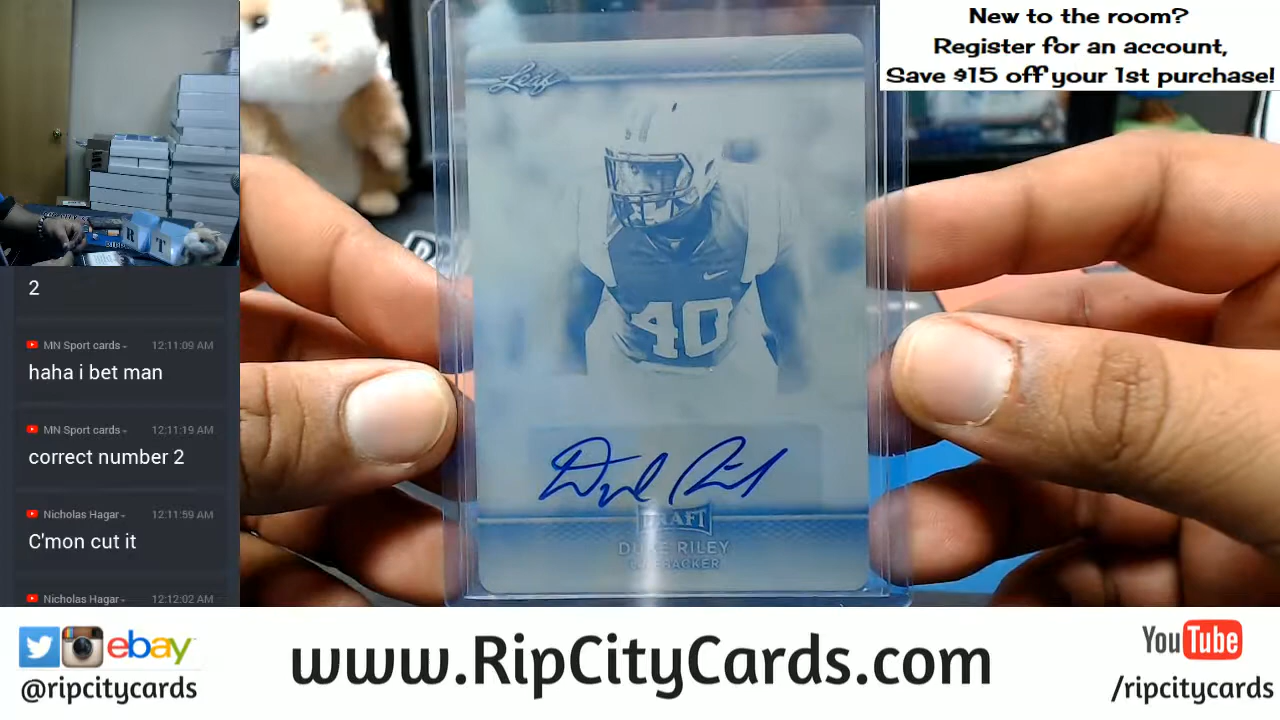 New to the room?
Register for an account,
Save $15 off your 1st purchase!
Leaf
40
R T
2
MN Sport cards
12:11:09 AM
haha i bet man
MN Sport cards
12:11:19 AM
correct number 2
Nicholas Hagar
12:11:59 AM
C'mon cut it
Nicholas Hagar
12:12:02 AM
DRAFT
DUKE RILEY
LINEBACKER
ebay
@ripcitycards
www.RipCityCards.com
YouTube
/ripcitycards